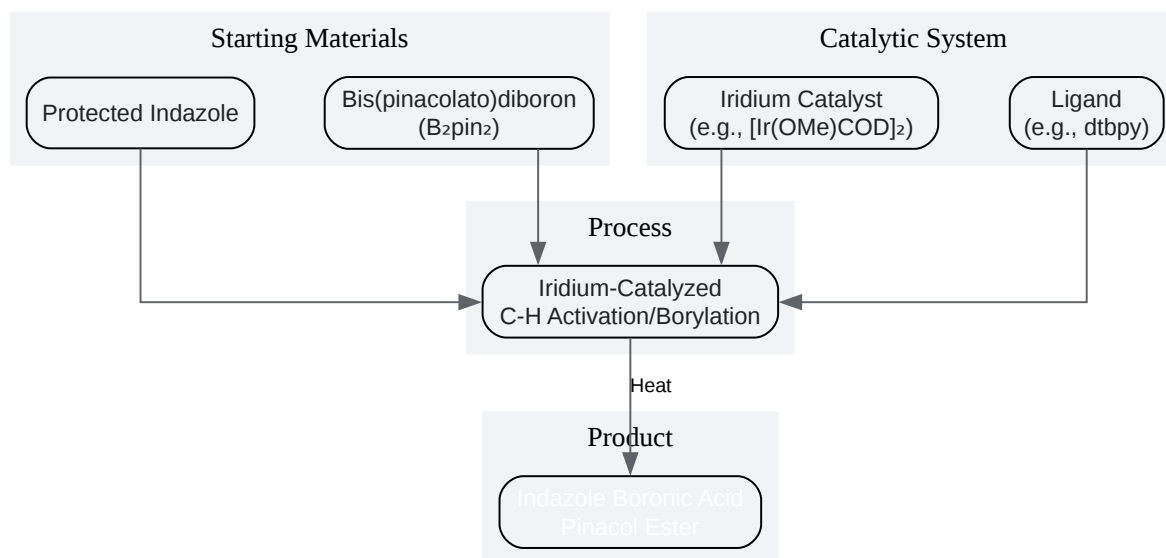 Starting Materials
Catalytic System
Protected Indazole
Bis(pinacolato)diboron
(B₂pin₂)
Iridium Catalyst
(e.g., [Ir(OMe)COD]₂)
Ligand
(e.g., dtbpy)
Process
Iridium-Catalyzed
C-H Activation/Borylation
Heat
Product
Indazole Boronic Acid
Pinacol Ester